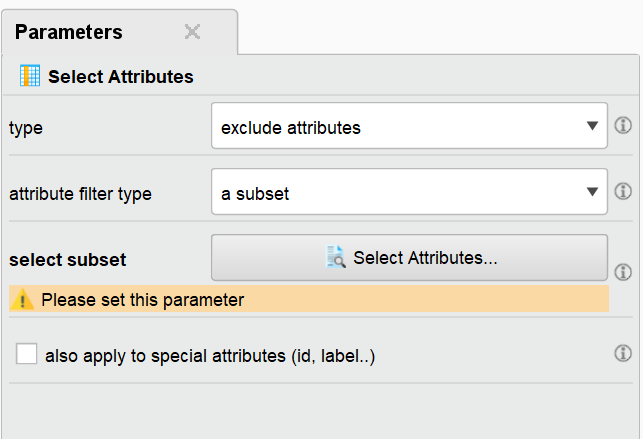 Parameters
Select Attributes
type
exclude attributes
attribute filter type
a subset
select subset
Select Attributes...
Please set this parameter
also apply to special attributes (id, label..)